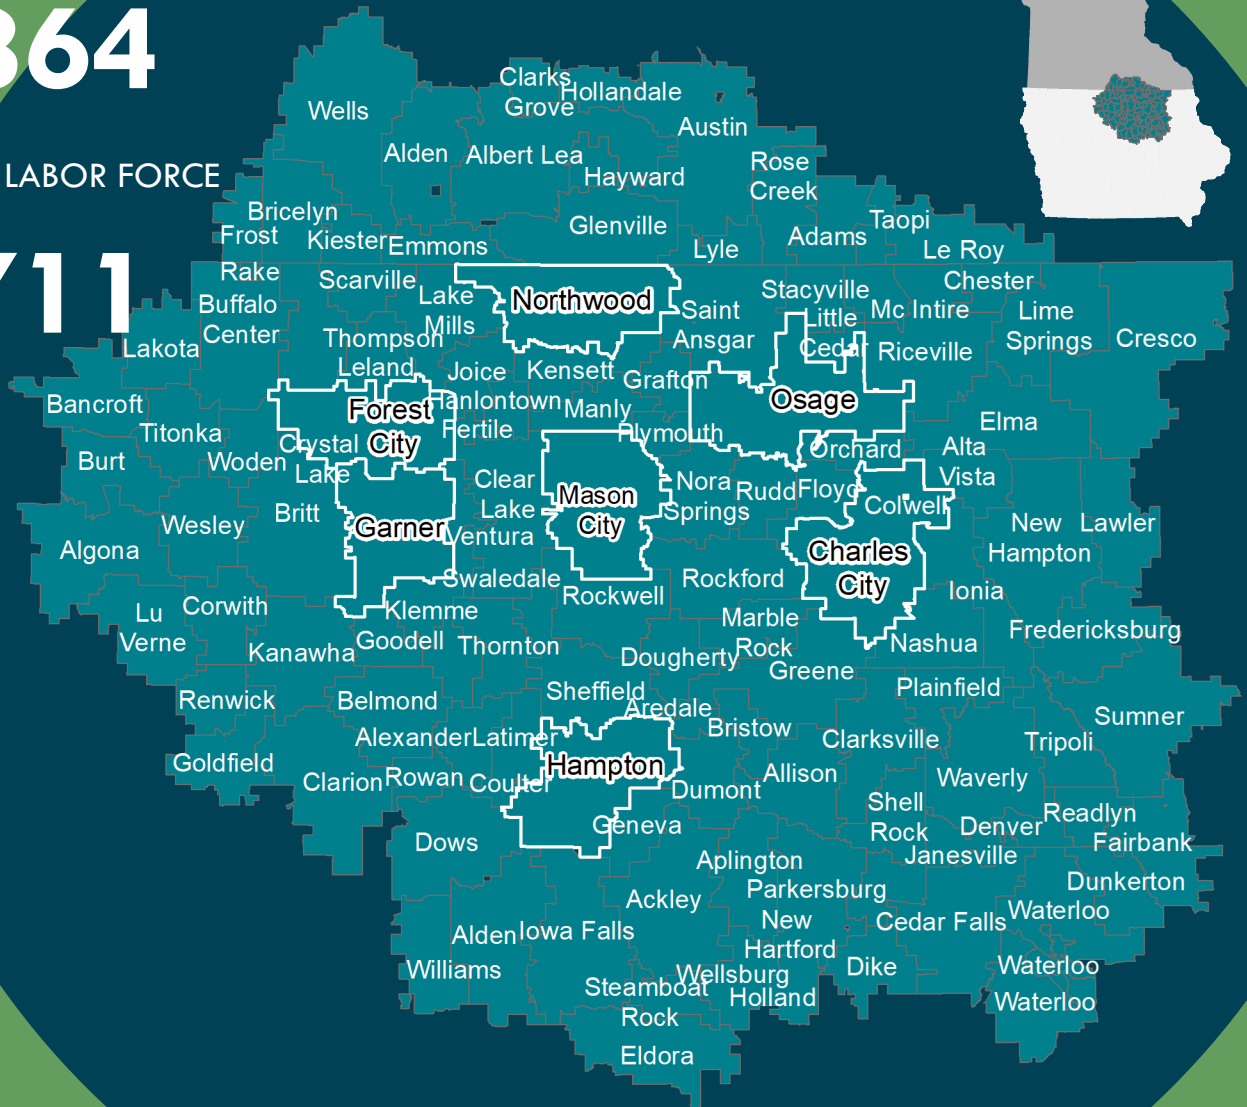 364
LABOR FORCE
711
Wells
Clarks
Grove
Hollandale
Austin
Alden
Albert Lea
Hayward
Rose
Creek
Bricelyn
Frost
Kiester
Emmons
Glenville
Lyle
Adams
Taopi
Le Roy
Rake
Scarville
Lake
Mills
Northwood
Saint
Ansgar
Stacyville
Little
Cedar
Mc Intire
Chester
Lime
Springs
Cresco
Buffalo
Center
Lakota
Thompson
Leland
Joice
Kensett
Grafton
Riceville
Bancroft
Titonka
Forest
City
Hanlontown
Manly
Fertile
Plymouth
Osage
Orchard
Elma
Alta
Vista
Burt
Woden
Crystal
Lake
Britt
Clear
Lake
Mason
City
Nora
Springs
Rudd
Floyd
Colwell
New
Hampton
Lawler
Algona
Wesley
Garner
Ventura
Charles
City
Swaledale
Rockwell
Rockford
Ionia
Lu
Verne
Corwith
Klemme
Goodell
Thornton
Marble
Rock
Dougherty
Greene
Nashua
Fredericksburg
Kanawha
Renwick
Belmond
Sheffield
Aredale
Bristow
Plainfield
Clarksville
Sumner
Tripoli
Goldfield
Alexander
Latimer
Hampton
Clarion
Rowan
Coulter
Dumont
Allison
Waverly
Shell
Rock
Denver
Readlyn
Janesville
Fairbank
Dows
Geneva
Aplington
Parkersburg
Dunkerton
Ackley
New
Hartford
Cedar Falls
Waterloo
Alden
Iowa Falls
Williams
Wellsburg
Steamboat
Rock
Holland
Dike
Waterloo
Waterloo
Eldora